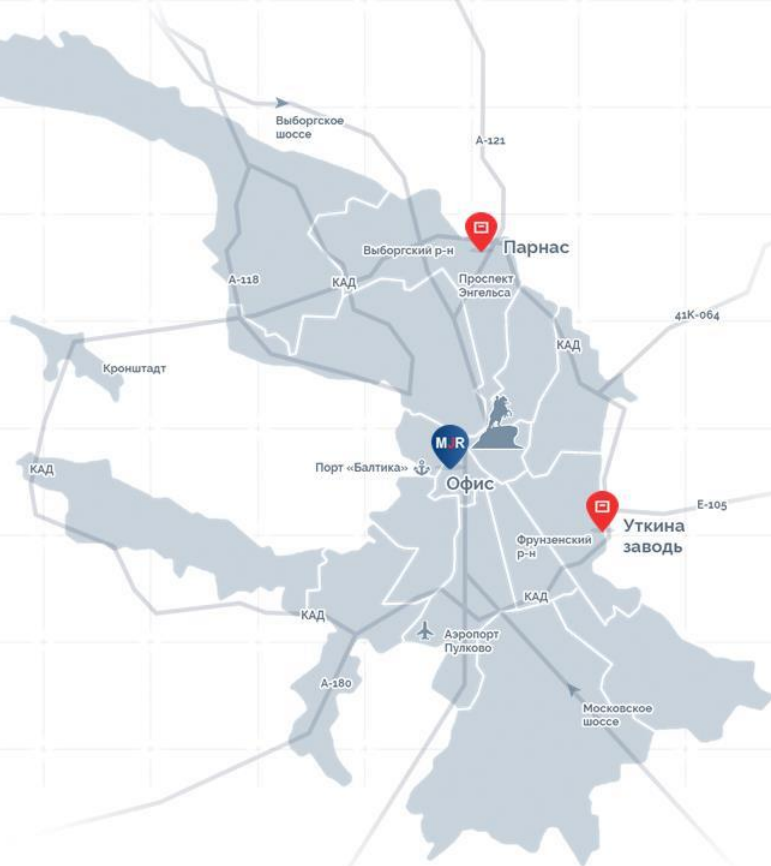 Выборгское
шоссе
А-121
Парнас
Выборгский р-н
А-118
КАД
Проспект
Энгельса
41К-064
КАД
Кронштадт
MJR
Порт «Балтика»
КАД
Офис
Е-105
Уткина
заводь
Фрунзенский
р-н
КАД
КАД
Аэропорт
Пулково
А-180
Московское
шоссе